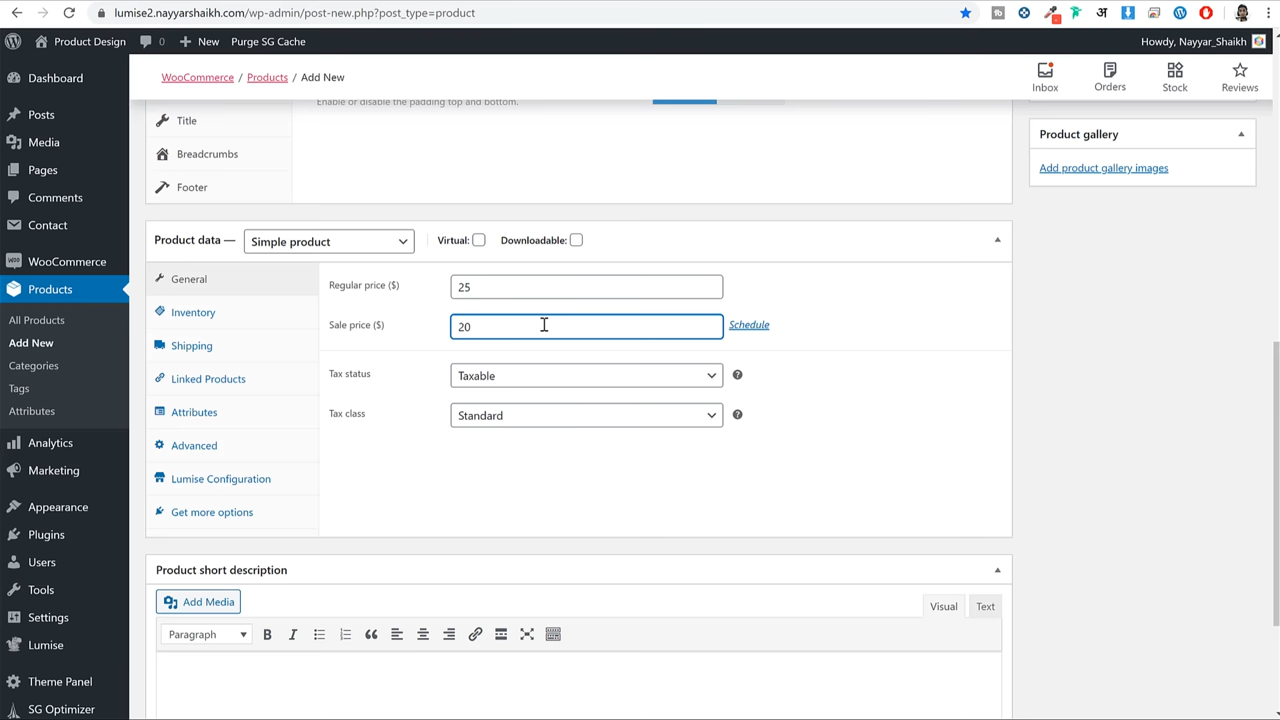 lumise2.nayyarshaikh.com/wp-admin/post-new.php?post_type=product
Product Design
0
New
Purge SG Cache
Howdy, Nayyar_Shaikh
Dashboard
Posts
Media
Pages
Comments
Contact
WooCommerce
Products
All Products
Add New
Categories
Tags
Attributes
Analytics
Marketing
Appearance
Plugins
Users
Tools
Settings
Lumise
Theme Panel
SG Optimizer
WooCommerce / Products / Add New
Inbox
Orders
Stock
Reviews
Enable or disable the padding top and bottom.
Title
Breadcrumbs
Footer
Product gallery
Add product gallery images
Product data — Simple product
Virtual:
Downloadable:
General
Inventory
Shipping
Linked Products
Attributes
Advanced
Lumise Configuration
Get more options
Regular price ($)
25
Sale price ($)
20
Schedule
Tax status
Taxable
Tax class
Standard
Product short description
Add Media
Visual
Text
Paragraph